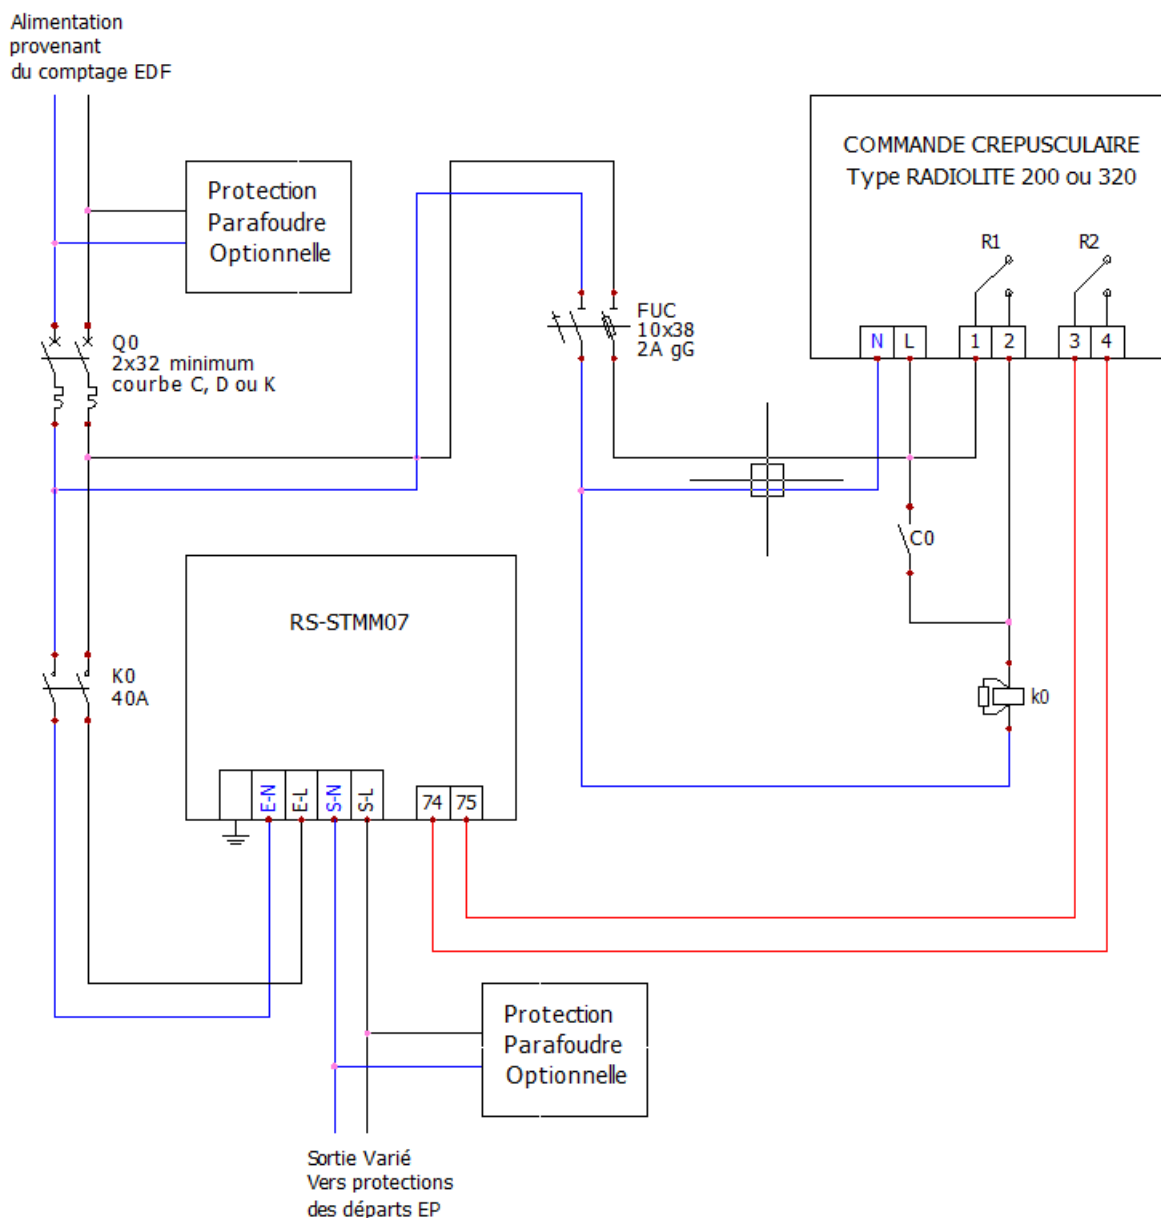 Alimentation
provenant
du comptage EDF
Protection
Parafoudre
Optionnelle
COMMANDE CREPUSCULAIRE
Type RADIOLITE 200 ou 320
R1
R2
N L 1 2 3 4
FUC
10x38
2A gG
Q0
2x32 minimum
courbe C, D ou K
C0
RS-STMM07
K0
40A
k0
E-N E-L S-N S-L 74 75
Protection
Parafoudre
Optionnelle
Sortie Varié
Vers protections
des départs EP